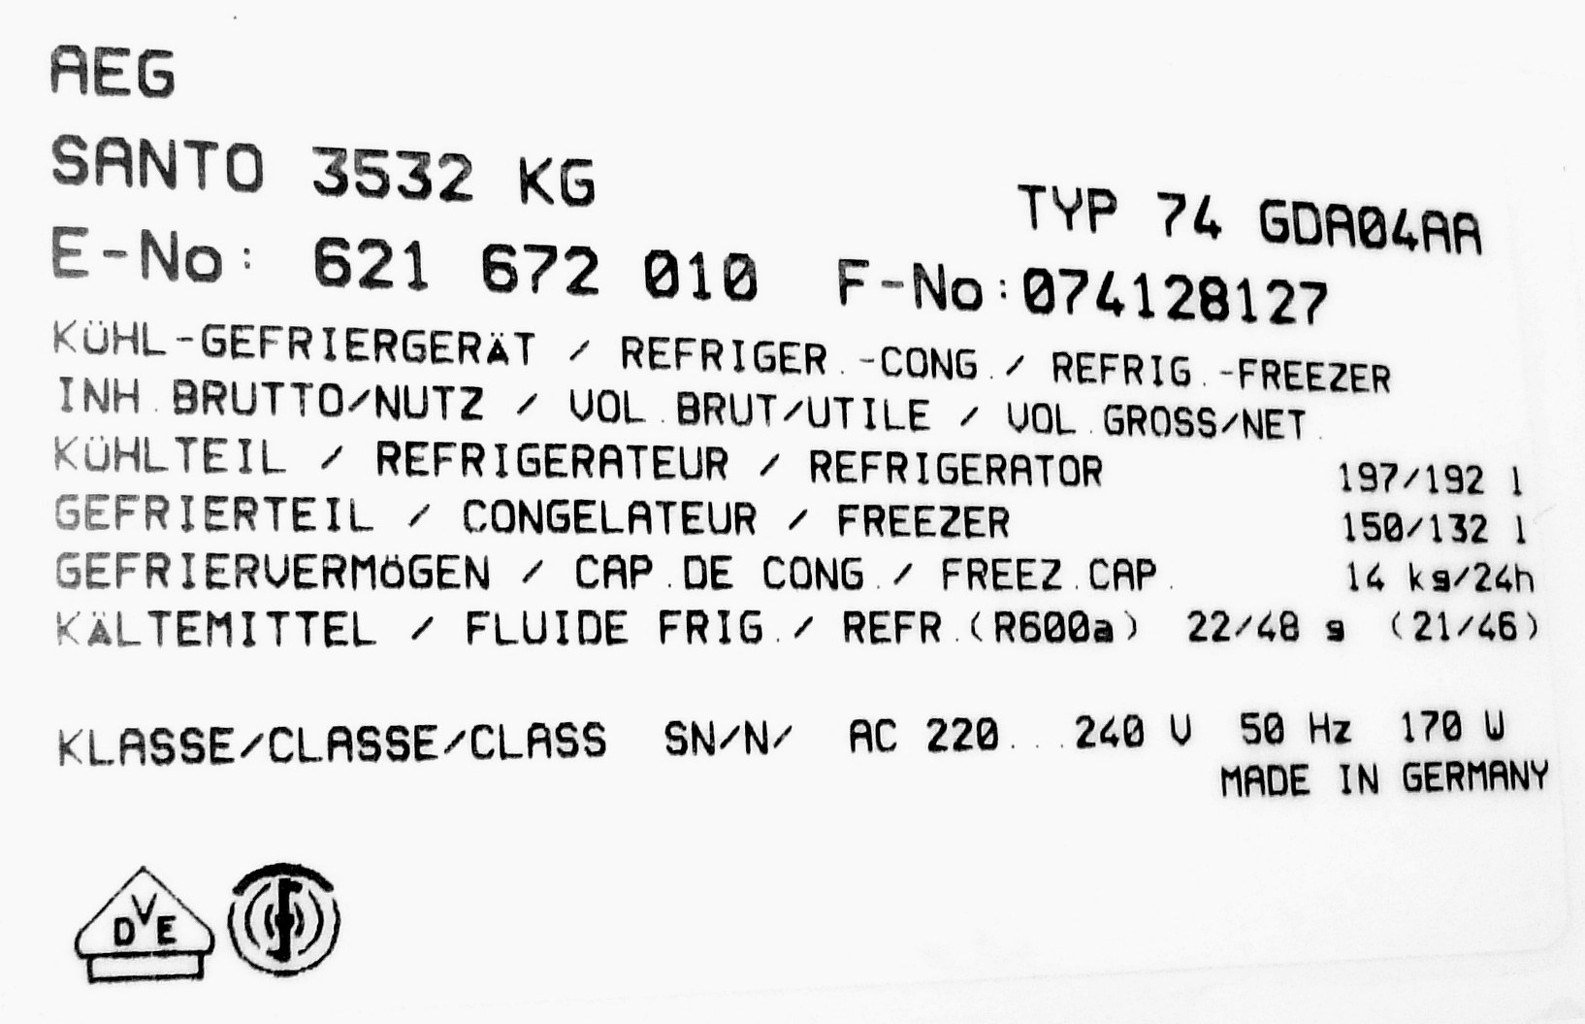 AEG
SANTO 3532 KG
TYP 74 GDA04AA
E-No: 621 672 010 F-No:074128127
KÜHL-GEFRIERGERÄT / REFRIGER.-CONG./ REFRIG.-FREEZER
INH.BRUTTO/NUTZ / VOL.BRUT/UTILE / VOL.GROSS/NET.
KÜHLTEIL / REFRIGERATEUR / REFRIGERATOR 197/192 l
GEFRIERTEIL / CONGELATEUR / FREEZER 150/132 l
GEFRIERVERMÖGEN / CAP.DE CONG./ FREEZ.CAP. 14 kg/24h
KÄLTEMITTEL / FLUIDE FRIG./ REFR.(R600a) 22/48 g (21/46)
KLASSE/CLASSE/CLASS SN/N/ AC 220...240 V 50 Hz 170 W
MADE IN GERMANY
DVE